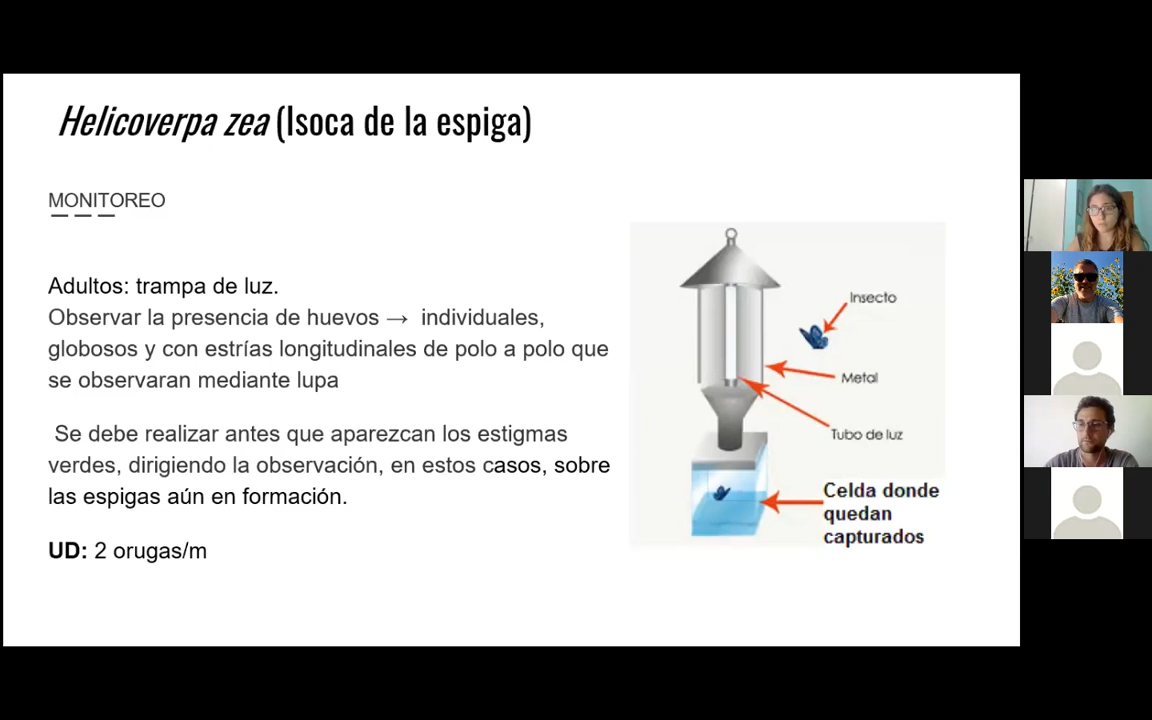 Helicoverpa zea (Isoca de la espiga)
MONITOREO
Adultos: trampa de luz.
Observar la presencia de huevos → individuales,
globosos y con estrías longitudinales de polo a polo que
se observaran mediante lupa
Se debe realizar antes que aparezcan los estigmas
verdes, dirigiendo la observación, en estos casos, sobre
las espigas aún en formación.
UD: 2 orugas/m
Insecto
Metal
Tubo de luz
Celda donde
quedan
capturados